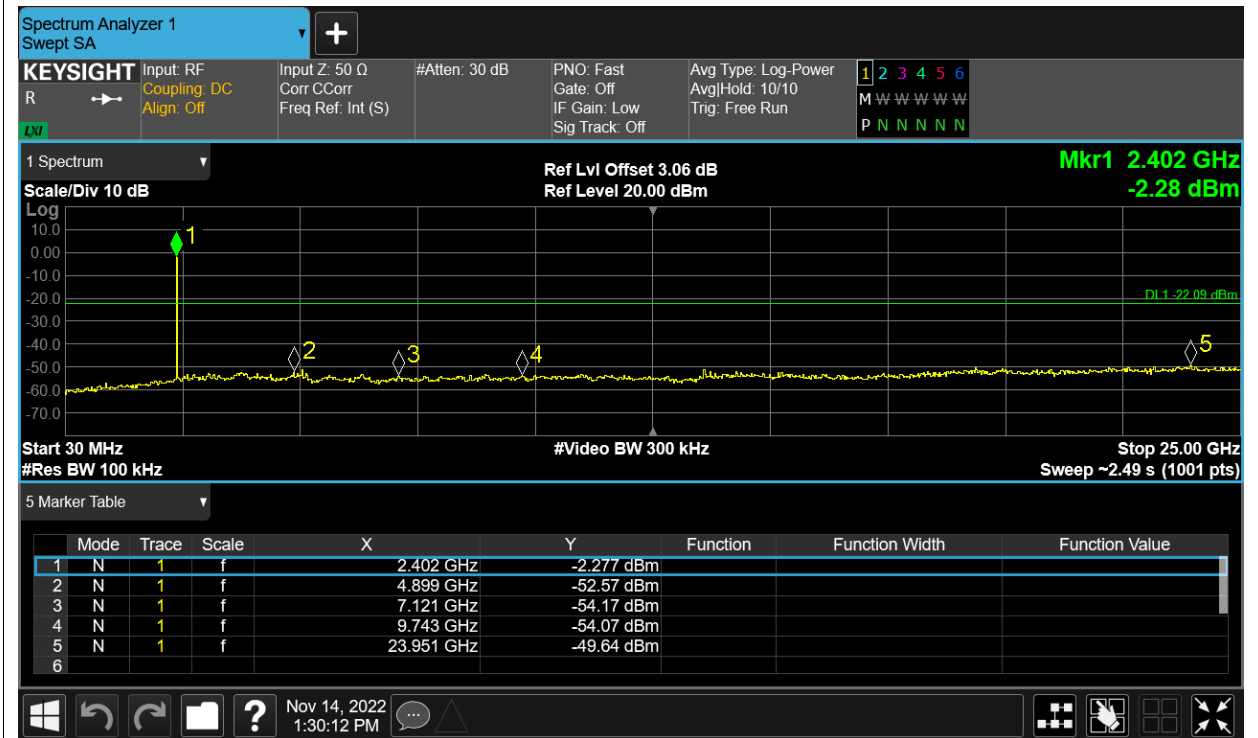 Spectrum Analyzer 1
Swept SA
KEYSIGHT
R
LXI
Input: RF
Coupling: DC
Align: Off
Input Z: 50 Ω
Corr CCorr
Freq Ref: Int (S)
#Atten: 30 dB
PNO: Fast
Gate: Off
IF Gain: Low
Sig Track: Off
Avg Type: Log-Power
Avg|Hold: 10/10
Trig: Free Run
1 2 3 4 5 6
M W W W W W
P N N N N N
1 Spectrum
Scale/Div 10 dB
Ref Lvl Offset 3.06 dB
Ref Level 20.00 dBm
Mkr1 2.402 GHz
-2.28 dBm
Log
10.0
0.00
-10.0
-20.0
-30.0
-40.0
-50.0
-60.0
-70.0
1
2
3
4
5
DL1 -22.09 dBm
Start 30 MHz
#Res BW 100 kHz
#Video BW 300 kHz
Stop 25.00 GHz
Sweep ~2.49 s (1001 pts)
5 Marker Table
Mode Trace Scale X Y Function Function Width Function Value
1 N 1 f 2.402 GHz -2.277 dBm
2 N 1 f 4.899 GHz -52.57 dBm
3 N 1 f 7.121 GHz -54.17 dBm
4 N 1 f 9.743 GHz -54.07 dBm
5 N 1 f 23.951 GHz -49.64 dBm
6
?
Nov 14, 2022
1:30:12 PM